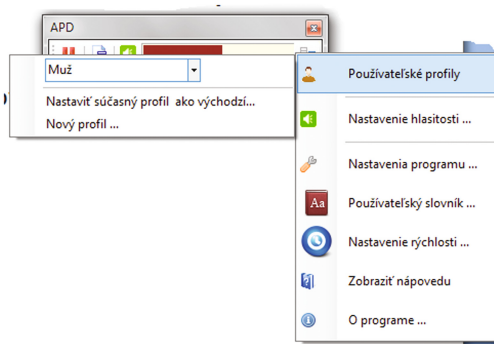 APD
Muž
Nastaviť súčasný profil ako východzí...
Nový profil ...
Používateľské profily
Nastavenie hlasitosti ...
Nastavenia programu ...
Aa
Používateľský slovník ...
Nastavenie rýchlosti ...
Zobraziť nápovedu
O programe ...